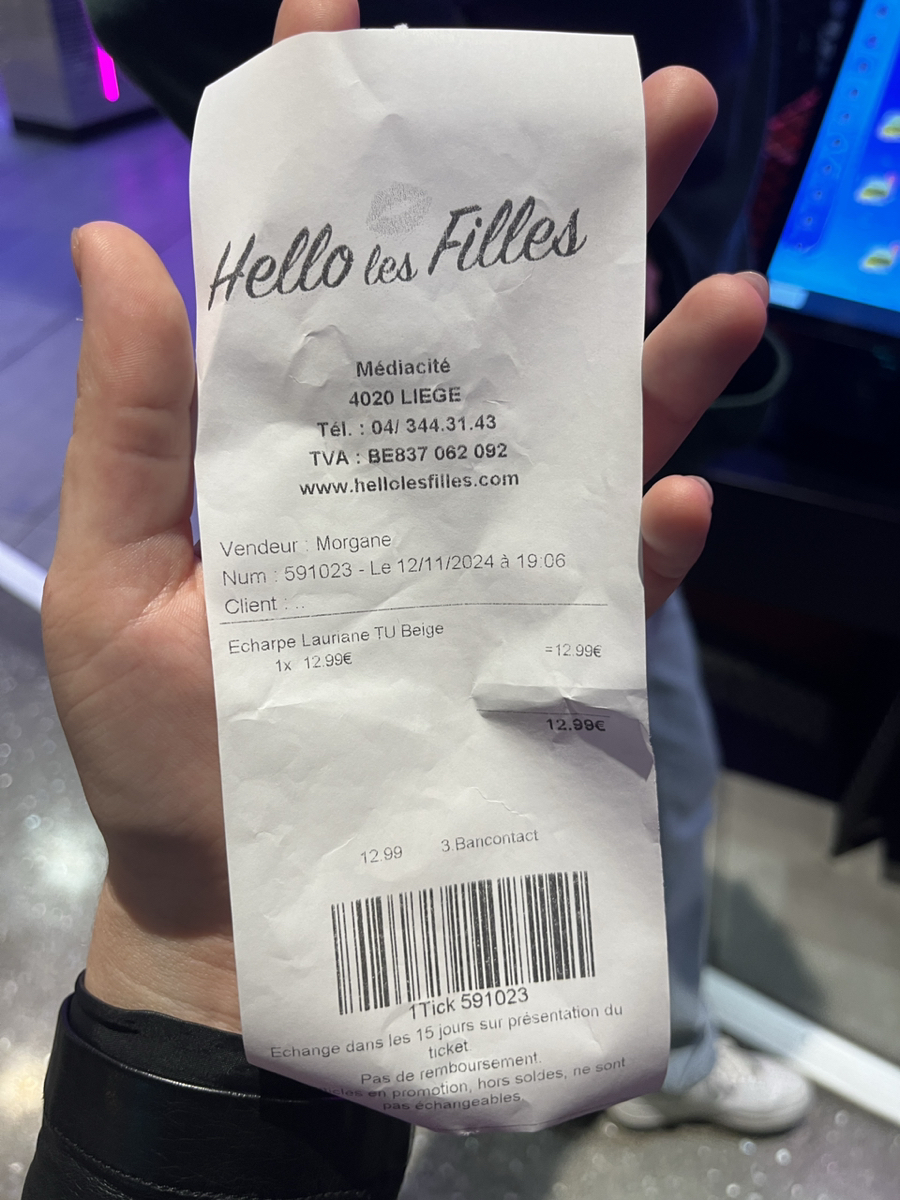 Hello les Filles
Médiacité
4020 LIEGE
Tél. : 04/ 344.31.43
TVA : BE837 062 092
www.hellolesfilles.com
Vendeur : Morgane
Num : 591023 - Le 12/11/2024 à 19:06
Client : ..
Echarpe Lauriane TU Beige
1x 12.99€ =12.99€
12.99€
12.99 3.Bancontact
1Tick 591023
Echange dans les 15 jours sur présentation du
ticket
Pas de remboursement.
en promotion, hors soldes, ne sont
pas échangeables.